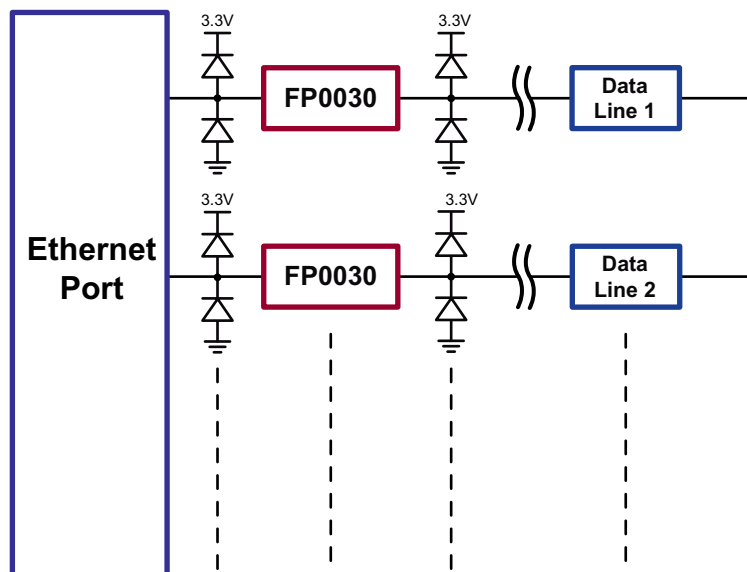 3.3V
3.3V
FP0030
Data
Line 1
3.3V
3.3V
Ethernet
Port
FP0030
Data
Line 2